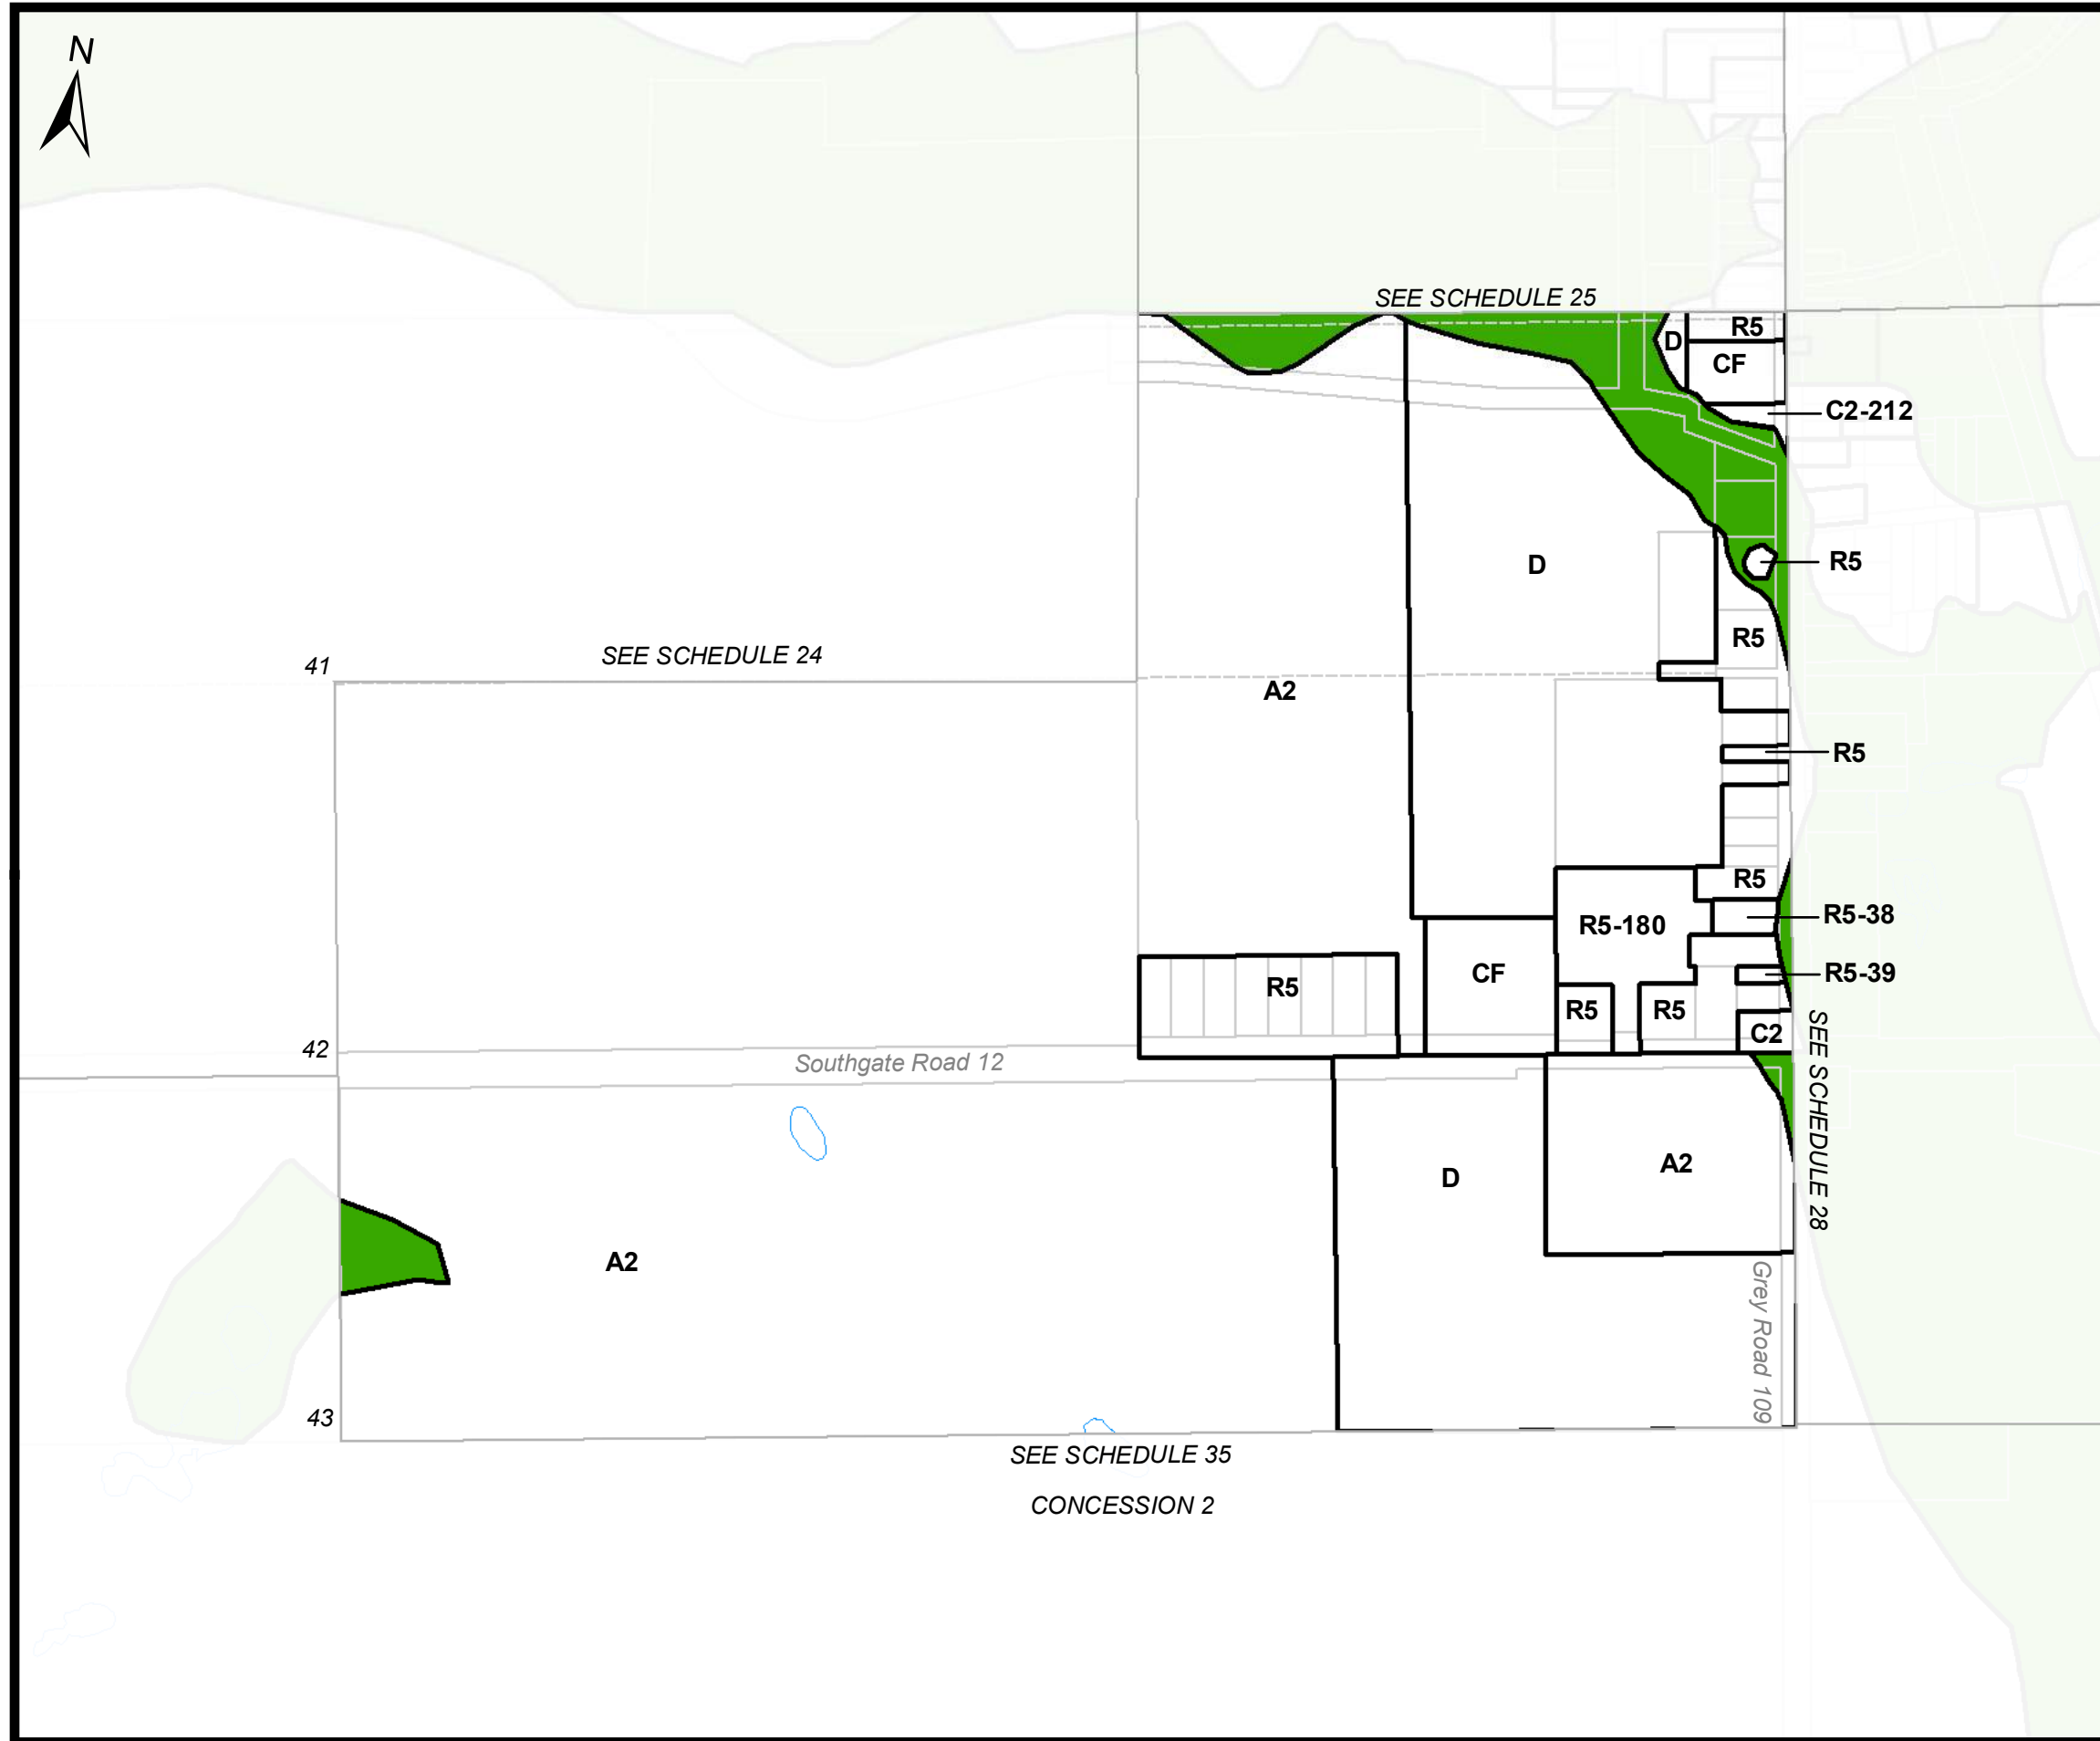 N
SEE SCHEDULE 25
R5
D
CF
C2-212
D
R5
R5
SEE SCHEDULE 24
41
A2
R5
R5
R5-38
R5-180
CF
R5-39
R5
R5
R5
C2
42
Southgate Road 12
SEE SCHEDULE 28
A2
D
A2
Grey Road 109
43
SEE SCHEDULE 35
CONCESSION 2